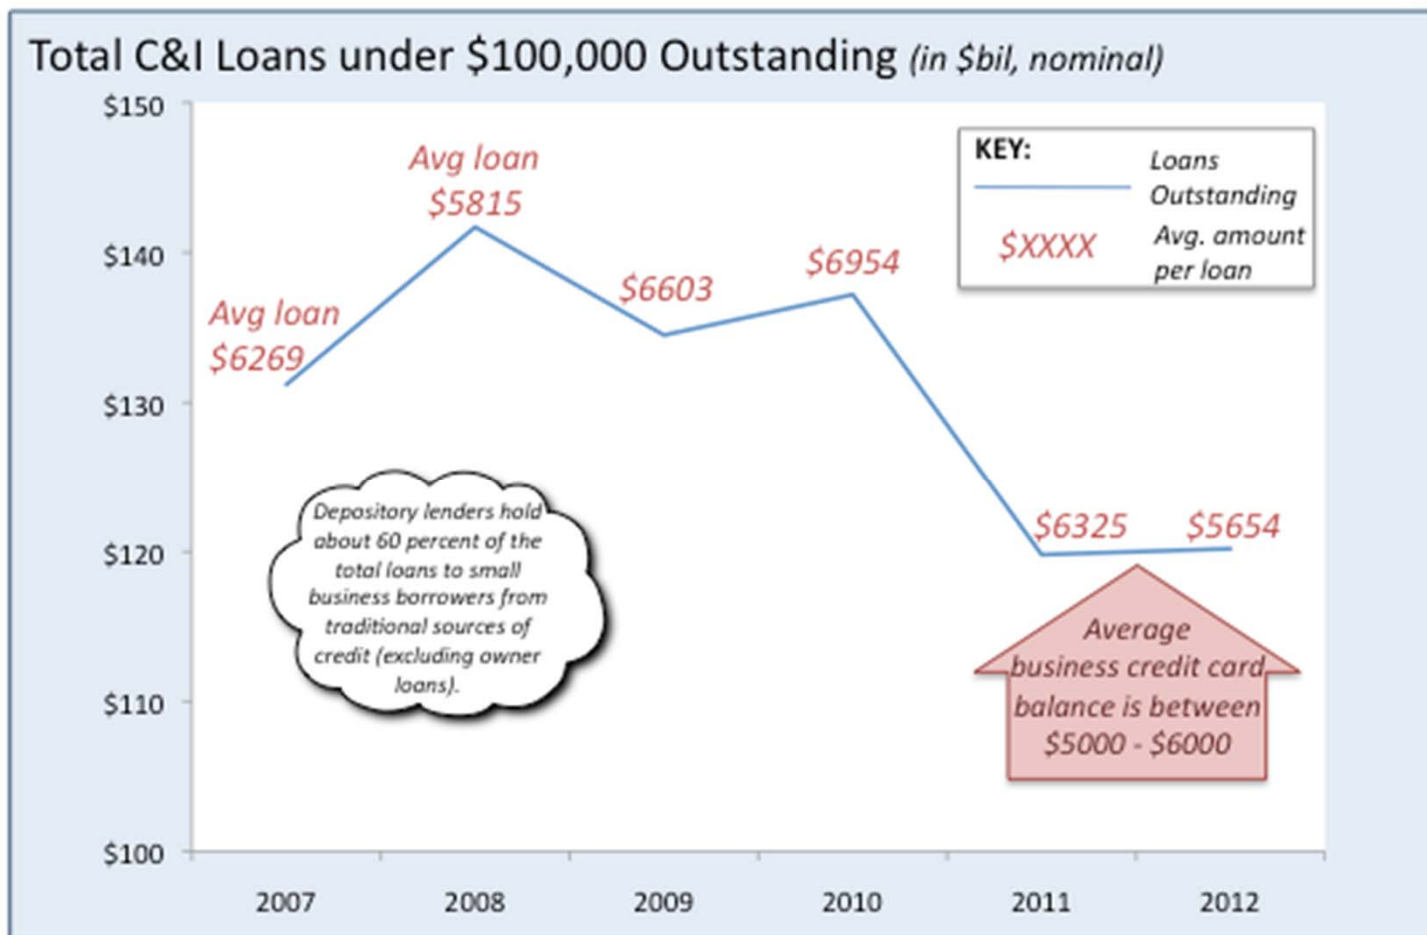 Total C&I Loans under $100,000 Outstanding (in $bil, nominal)
$150
$140
$130
$120
$110
$100
Avg loan
$6269
Avg loan
$5815
$6603
$6954
$6325
$5654
KEY:
Loans
Outstanding
$XXXX
Avg. amount
per loan
Depository lenders hold
about 60 percent of the
total loans to small
business borrowers from
traditional sources of
credit (excluding owner
loans).
Average
business credit card
balance is between
$5000 - $6000
2007
2008
2009
2010
2011
2012